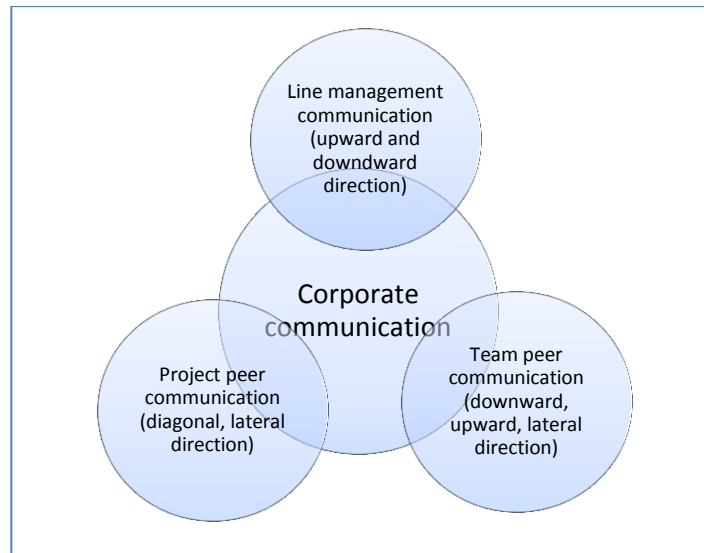 Line management
communication
(upward and
downdward
direction)
Corporate
communication
Project peer
communication
(diagonal, lateral
direction)
Team peer
communication
(downward,
upward, lateral
direction)